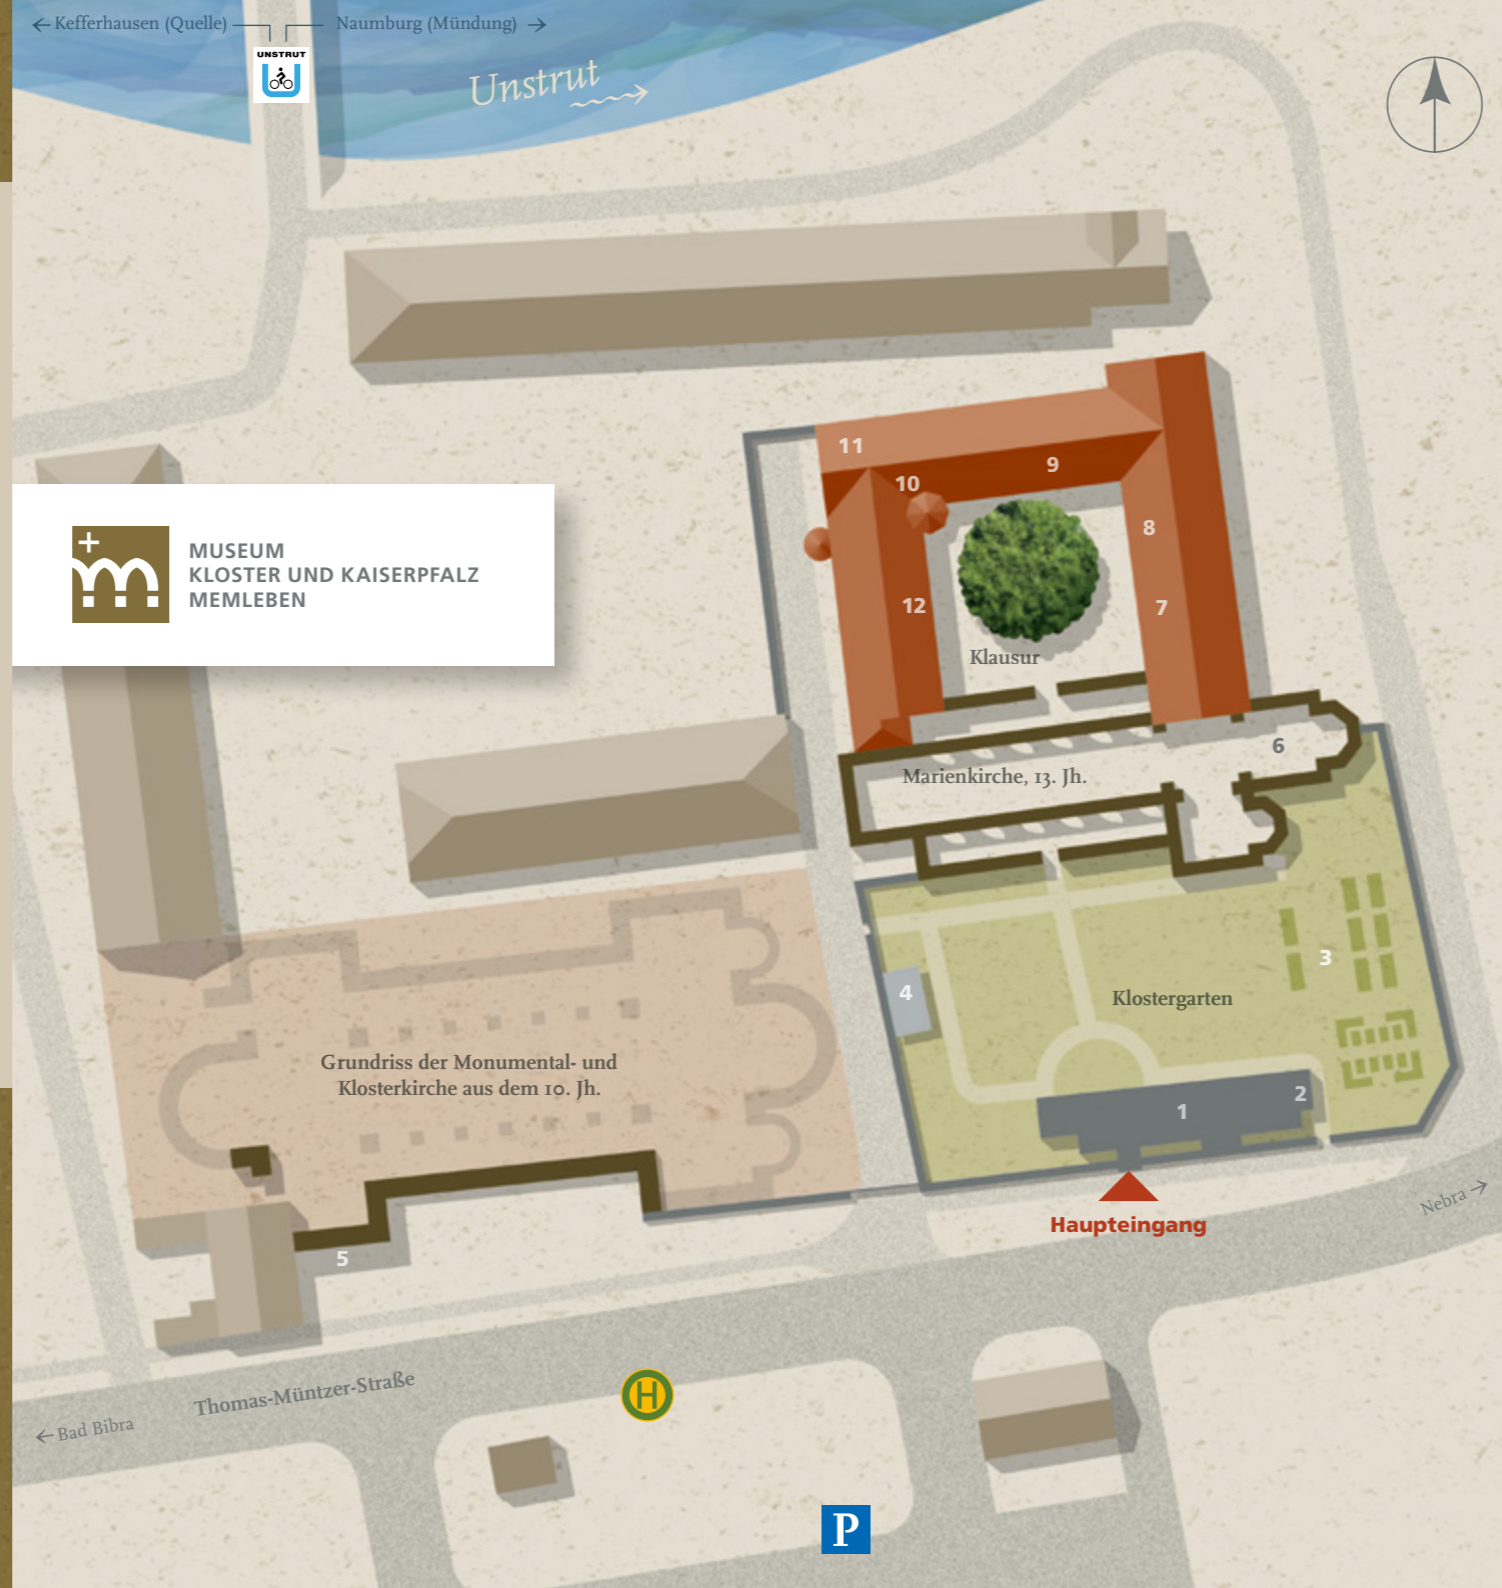 ← Kefferhausen (Quelle)
Naumburg (Mündung) →
UNSTRUT
Unstrut
MUSEUM
KLOSTER UND KAISERPFALZ
MEMLEBEN
11
10
9
8
12
7
Klausur
6
Marienkirche, 13. Jh.
3
4
Klostergarten
Grundriss der Monumental- und
Klosterkirche aus dem 10. Jh.
2
1
5
Haupteingang
Nebra →
Thomas-Müntzer-Straße
← Bad Bibra
H
P